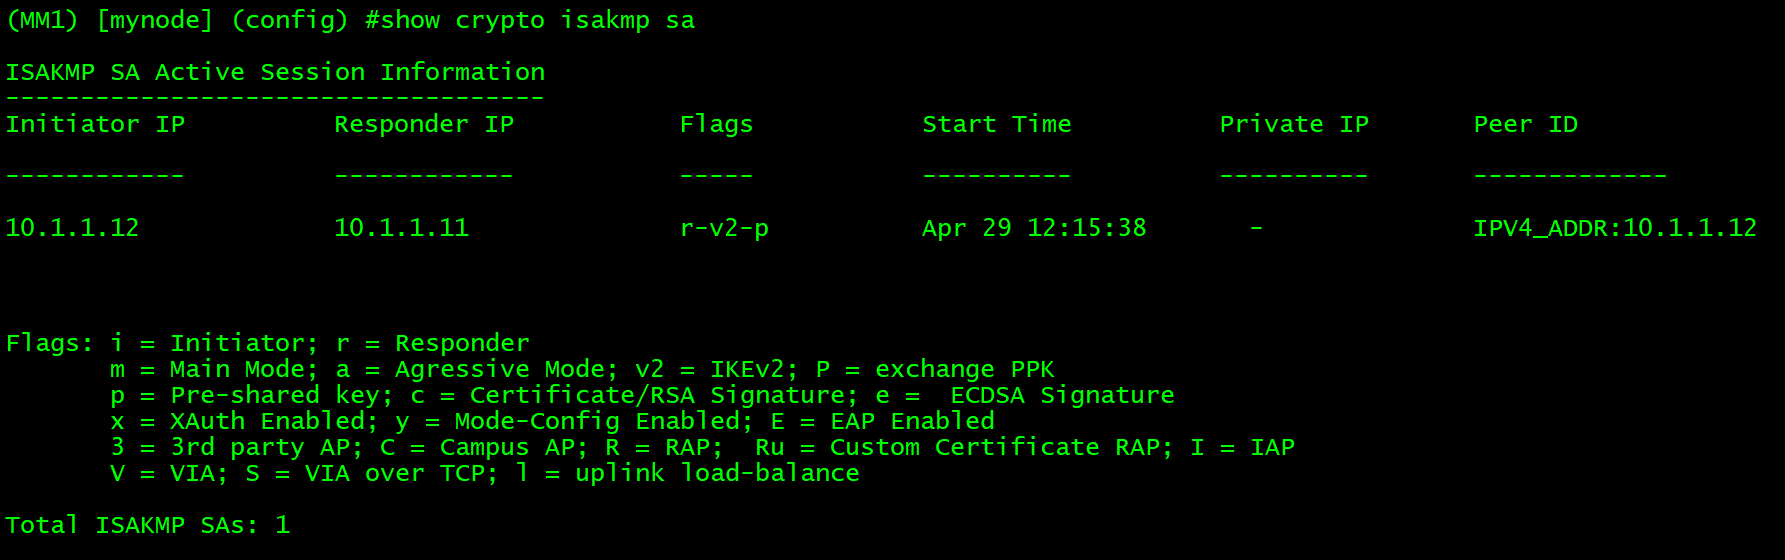 (MM1) [mynode] (config) #show crypto isakmp sa
ISAKMP SA Active Session Information
------------------------------------
Initiator IP          Responder IP           Flags           Start Time          Private IP       Peer ID
------------          ------------           -----           ----------          ----------       -------------
10.1.1.12             10.1.1.11              r-v2-p          Apr 29 12:15:38       -              IPV4_ADDR:10.1.1.12
Flags: i = Initiator; r = Responder
       m = Main Mode; a = Agressive Mode; v2 = IKEv2; P = exchange PPK
       p = Pre-shared key; c = Certificate/RSA Signature; e =  ECDSA Signature
       x = XAuth Enabled; y = Mode-Config Enabled; E = EAP Enabled
       3 = 3rd party AP; C = Campus AP; R = RAP;  Ru = Custom Certificate RAP; I = IAP
       V = VIA; S = VIA over TCP; l = uplink load-balance
Total ISAKMP SAs: 1